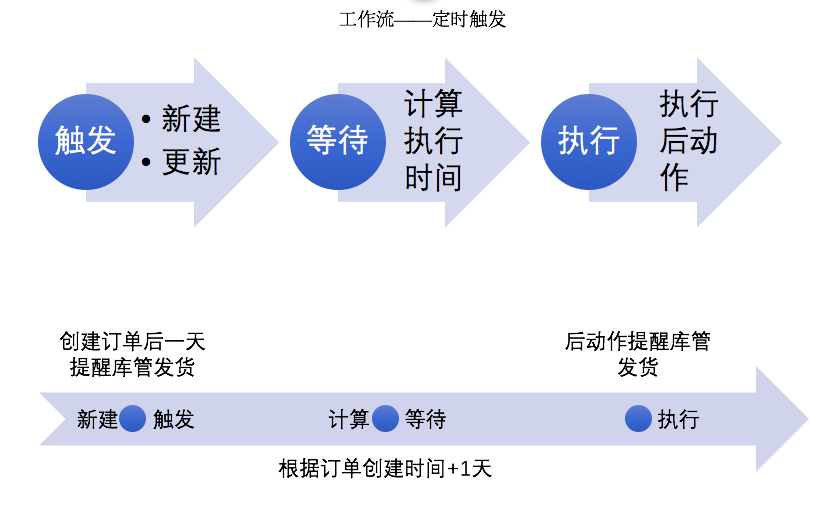 工作流——定时触发
触发
• 新建
• 更新
等待
计算
执行
时间
执行
执行
后动
作
创建订单后一天
提醒库管发货
后动作提醒库管
发货
新建 触发
计算 等待
执行
根据订单创建时间+1天